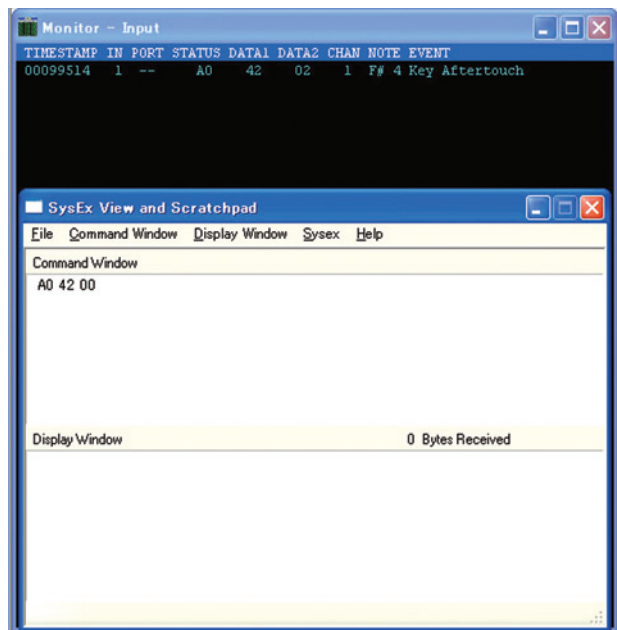 Monitor - Input
TIMESTAMP IN PORT STATUS DATA1 DATA2 CHAN NOTE EVENT
00099514 1 -- A0 42 02 1 F# 4 Key Aftertouch
SysEx View and Scratchpad
File Command Window Display Window Sysex Help
Command Window
A0 42 00
Display Window 0 Bytes Received